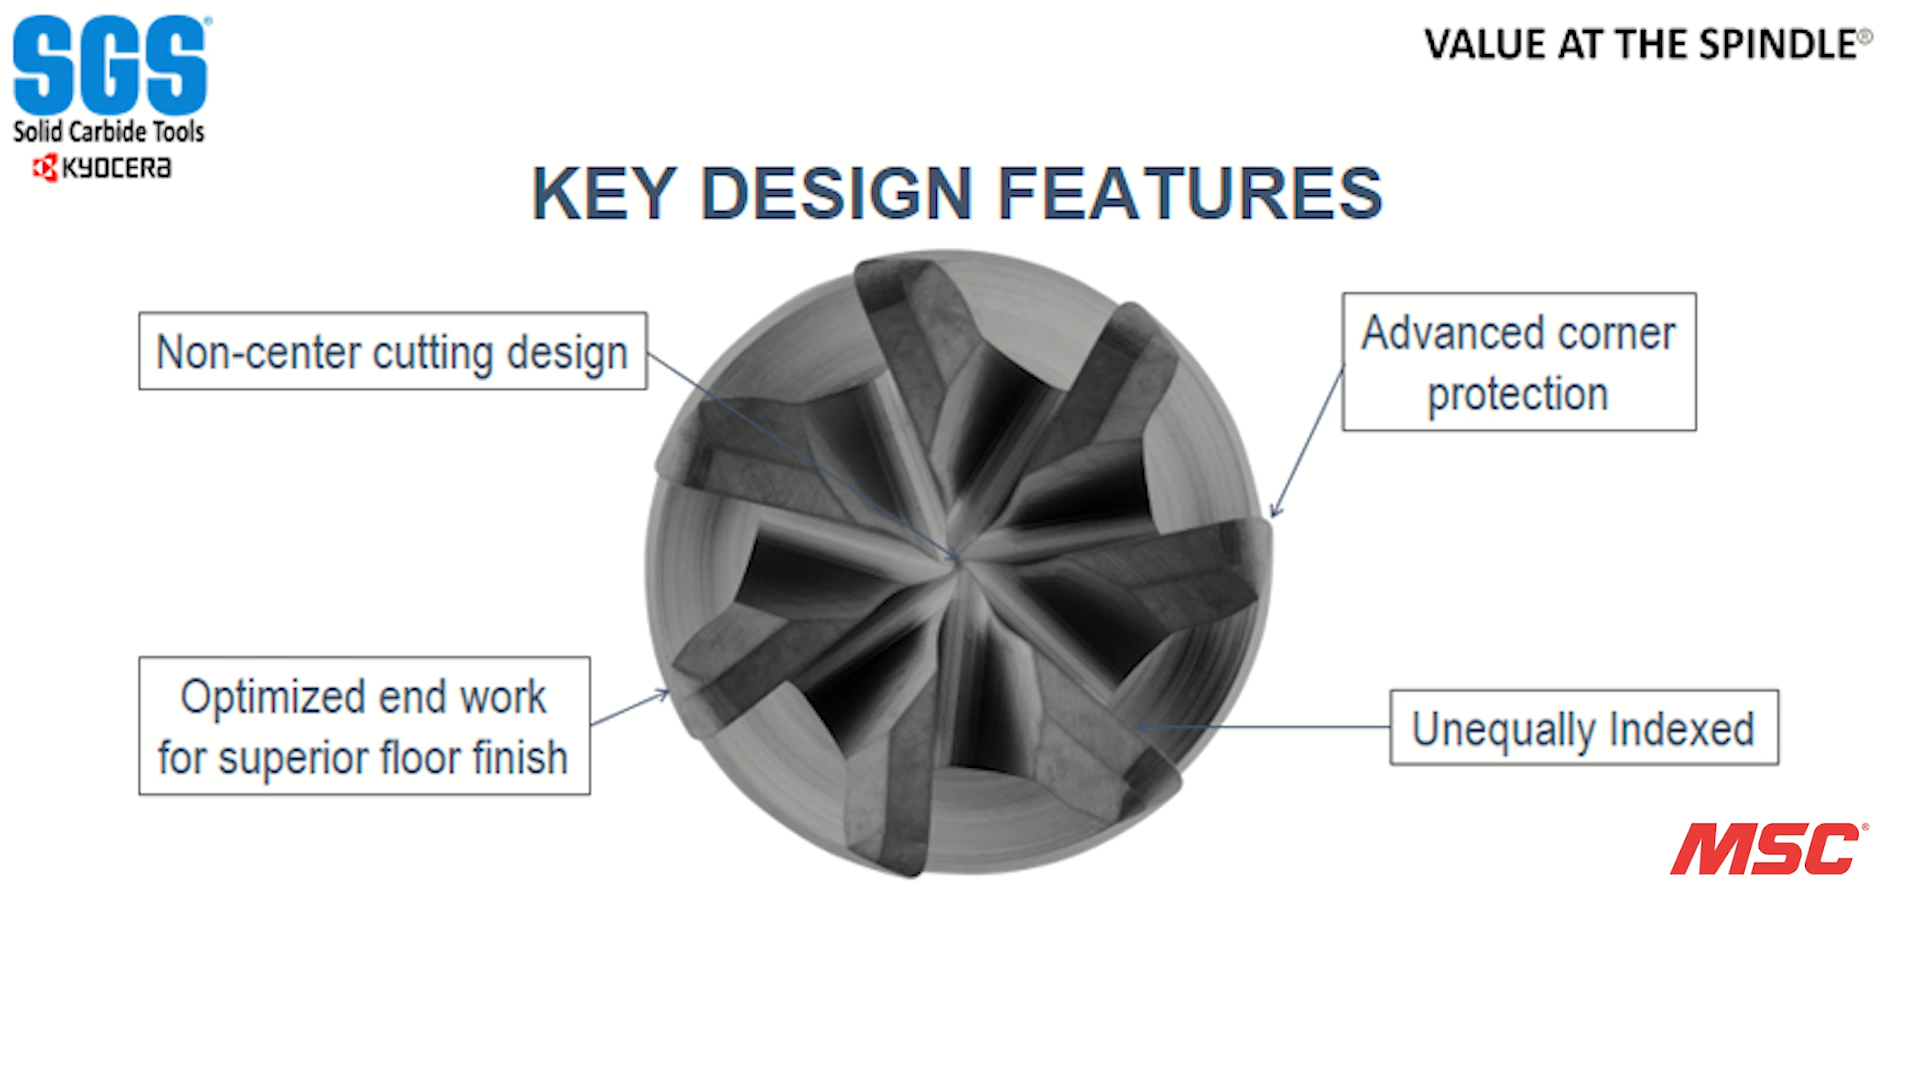 SGS®
Solid Carbide Tools
KYOCERA
VALUE AT THE SPINDLE®
KEY DESIGN FEATURES
Non-center cutting design
Advanced corner
protection
Optimized end work
for superior floor finish
Unequally Indexed
MSC®